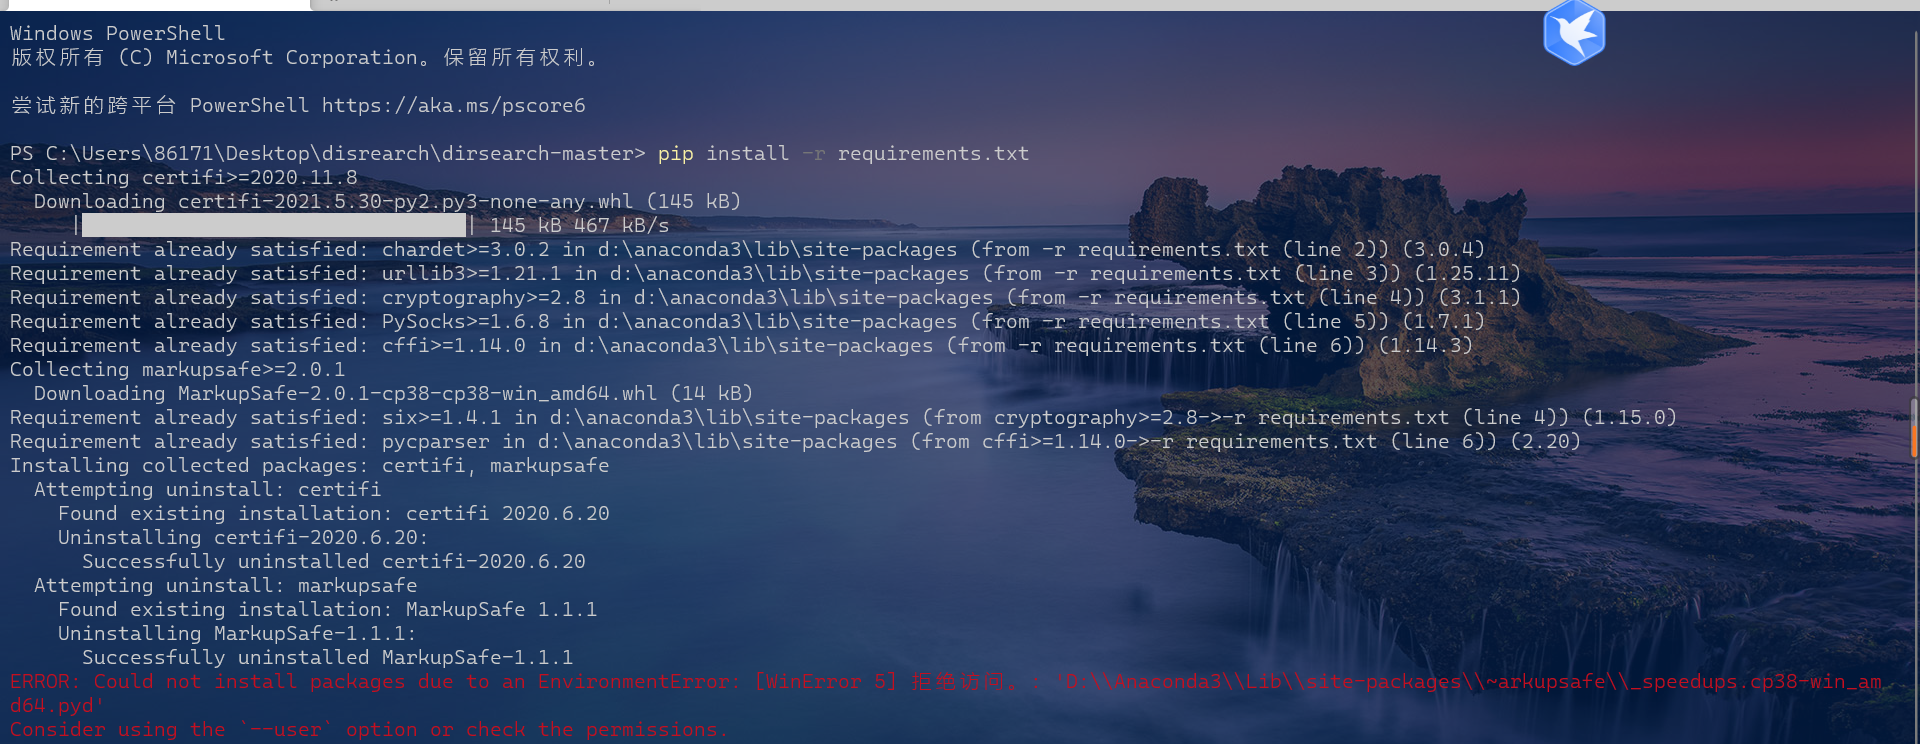 Windows PowerShell
版权所有 (C) Microsoft Corporation。保留所有权利。
尝试新的跨平台 PowerShell https://aka.ms/pscore6
PS C:\Users\86171\Desktop\disrearch\dirsearch-master> pip install -r requirements.txt
Collecting certifi>=2020.11.8
  Downloading certifi-2021.5.30-py2.py3-none-any.whl (145 kB)
     || 145 kB 467 kB/s
Requirement already satisfied: chardet>=3.0.2 in d:\anaconda3\lib\site-packages (from -r requirements.txt (line 2)) (3.0.4)
Requirement already satisfied: urllib3>=1.21.1 in d:\anaconda3\lib\site-packages (from -r requirements.txt (line 3)) (1.25.11)
Requirement already satisfied: cryptography>=2.8 in d:\anaconda3\lib\site-packages (from -r requirements.txt (line 4)) (3.1.1)
Requirement already satisfied: PySocks>=1.6.8 in d:\anaconda3\lib\site-packages (from -r requirements.txt (line 5)) (1.7.1)
Requirement already satisfied: cffi>=1.14.0 in d:\anaconda3\lib\site-packages (from -r requirements.txt (line 6)) (1.14.3)
Collecting markupsafe>=2.0.1
  Downloading MarkupSafe-2.0.1-cp38-cp38-win_amd64.whl (14 kB)
Requirement already satisfied: six>=1.4.1 in d:\anaconda3\lib\site-packages (from cryptography>=2.8->-r requirements.txt (line 4)) (1.15.0)
Requirement already satisfied: pycparser in d:\anaconda3\lib\site-packages (from cffi>=1.14.0->-r requirements.txt (line 6)) (2.20)
Installing collected packages: certifi, markupsafe
  Attempting uninstall: certifi
    Found existing installation: certifi 2020.6.20
    Uninstalling certifi-2020.6.20:
      Successfully uninstalled certifi-2020.6.20
  Attempting uninstall: markupsafe
    Found existing installation: MarkupSafe 1.1.1
    Uninstalling MarkupSafe-1.1.1:
      Successfully uninstalled MarkupSafe-1.1.1
ERROR: Could not install packages due to an EnvironmentError: [WinError 5] 拒绝访问。: 'D:\\Anaconda3\\Lib\\site-packages\\~arkupsafe\\_speedups.cp38-win_am
d64.pyd'
Consider using the `--user` option or check the permissions.